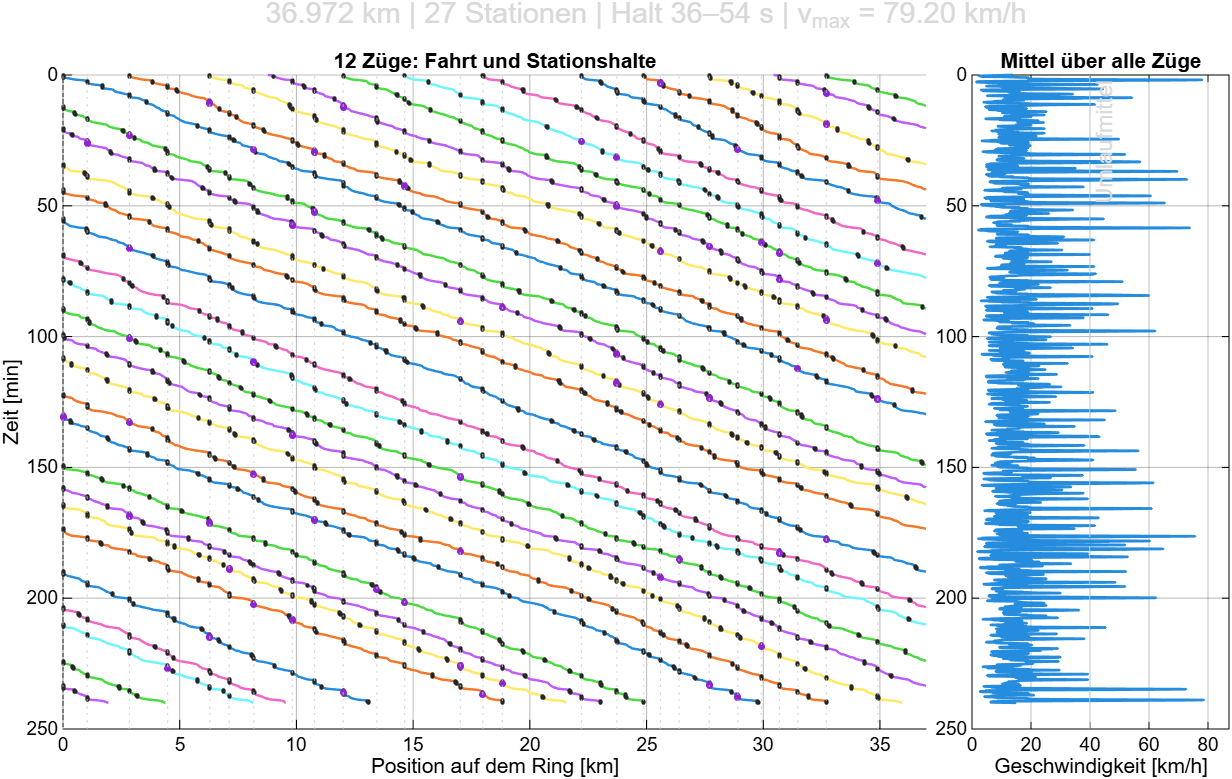 36.972 km | 27 Stationen | Halt 36–54 s | vmax = 79.20 km/h
12 Züge: Fahrt und Stationshalte
Mittel über alle Züge
Umlaufmittel
0
50
100
150
200
250
Zeit [min]
0 5 10 15 20 25 30 35
Position auf dem Ring [km]
0
50
100
150
200
250
0 20 40 60 80
Geschwindigkeit [km/h]